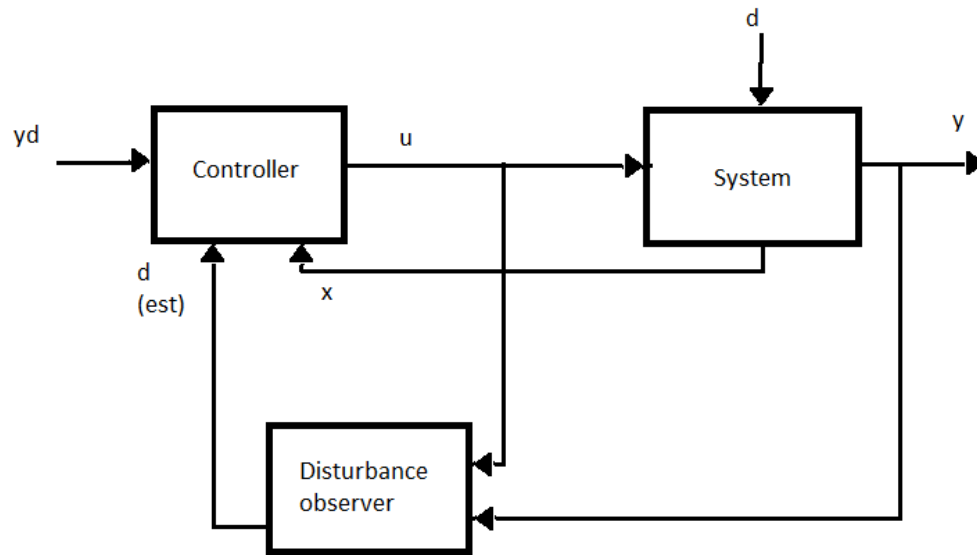 d
yd
Controller
u
System
y
d
(est)
x
Disturbance
observer